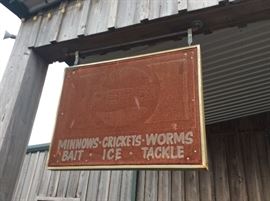 MINNOWS-CRICKETS-WORMS
BAIT · ICE · TACKLE